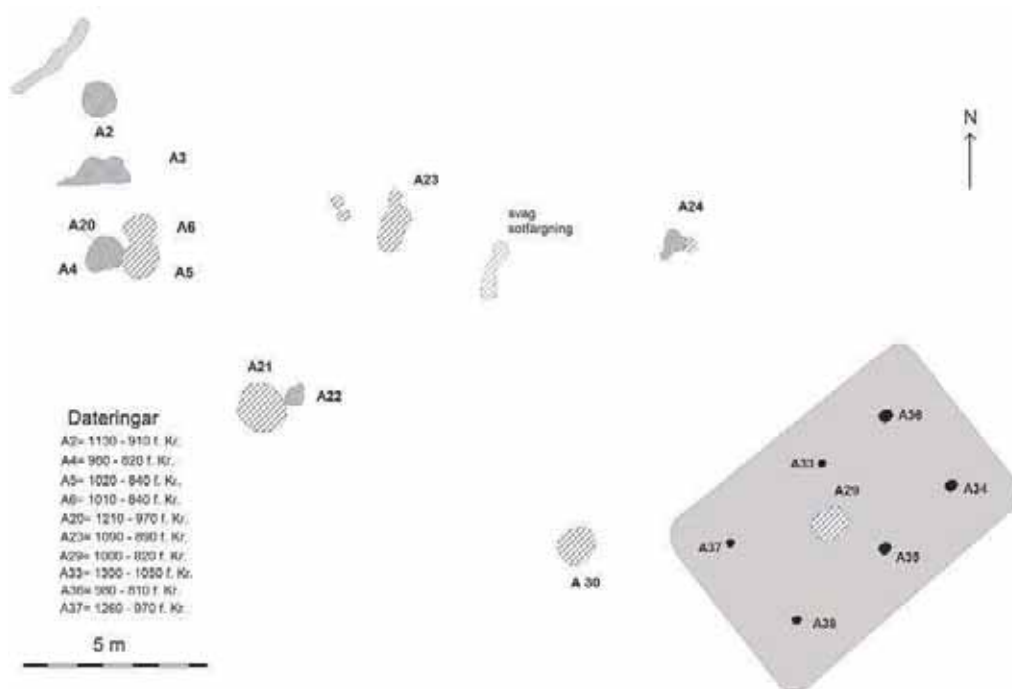 N
A2
A3
A23
A24
svag
sotfärgning
A20
A6
A4
A5
A21
A22
Dateringar
A2= 1130 - 910 f. Kr.
A4= 980 - 820 f. Kr.
A5= 1020 - 840 f. Kr.
A6= 1010 - 840 f. Kr.
A20= 1210 - 970 f. Kr.
A23= 1090 - 890 f. Kr.
A29= 1000 - 820 f. Kr.
A33= 1300 - 1050 f. Kr.
A36= 980 - 810 f. Kr.
A37= 1260 - 970 f. Kr.
5 m
A36
A33
A29
A34
A37
A35
A 30
A38